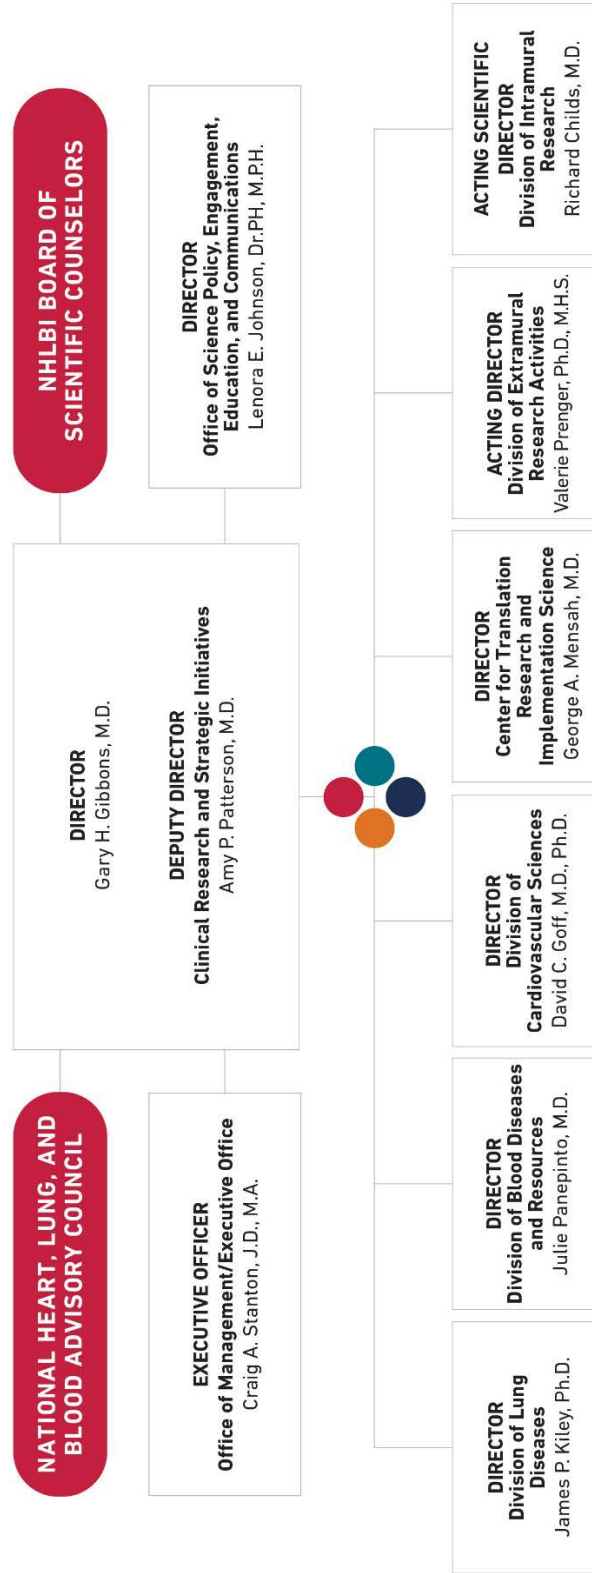 NATIONAL HEART, LUNG, AND
BLOOD ADVISORY COUNCIL
DIRECTOR
Gary H. Gibbons, M.D.
DEPUTY DIRECTOR
Clinical Research and Strategic Initiatives
Amy P. Patterson, M.D.
NHLBI BOARD OF
SCIENTIFIC COUNSELORS
EXECUTIVE OFFICER
Office of Management/Executive Office
Craig A. Stanton, J.D., M.A.
DIRECTOR
Office of Science Policy, Engagement,
Education, and Communications
Lenora E. Johnson, Dr.PH, M.P.H.
DIRECTOR
Division of Lung
Diseases
James P. Kiley, Ph.D.
DIRECTOR
Division of Blood Diseases
and Resources
Julie Panepinto, M.D.
DIRECTOR
Division of
Cardiovascular Sciences
David C. Goff, M.D., Ph.D.
DIRECTOR
Center for Translation
Research and
Implementation Science
George A. Mensah, M.D.
ACTING DIRECTOR
Division of Extramural
Research Activities
Valerie Prenger, Ph.D., M.H.S.
ACTING SCIENTIFIC
DIRECTOR
Division of Intramural
Research
Richard Childs, M.D.